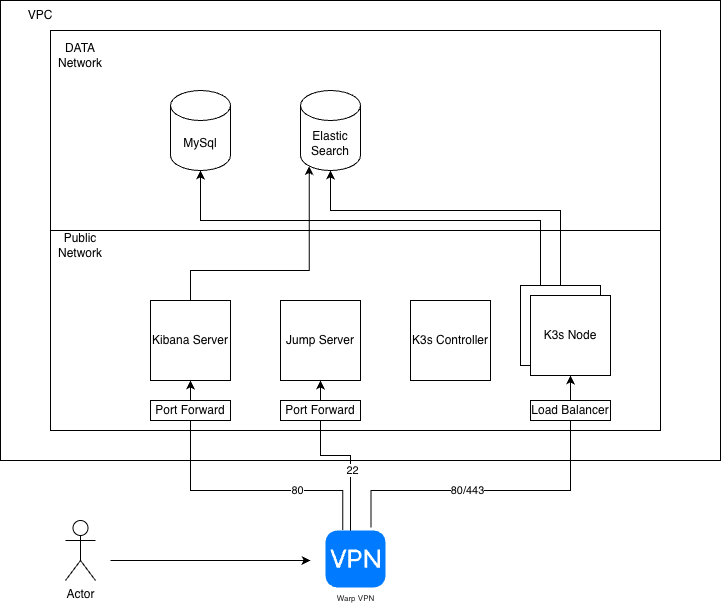 VPC
DATA
Network
MySql
Elastic
Search
Public
Network
Kibana Server
Jump Server
K3s Controller
K3s Node
Port Forward
Port Forward
Load Balancer
22
80
80/443
VPN
Actor
Warp VPN